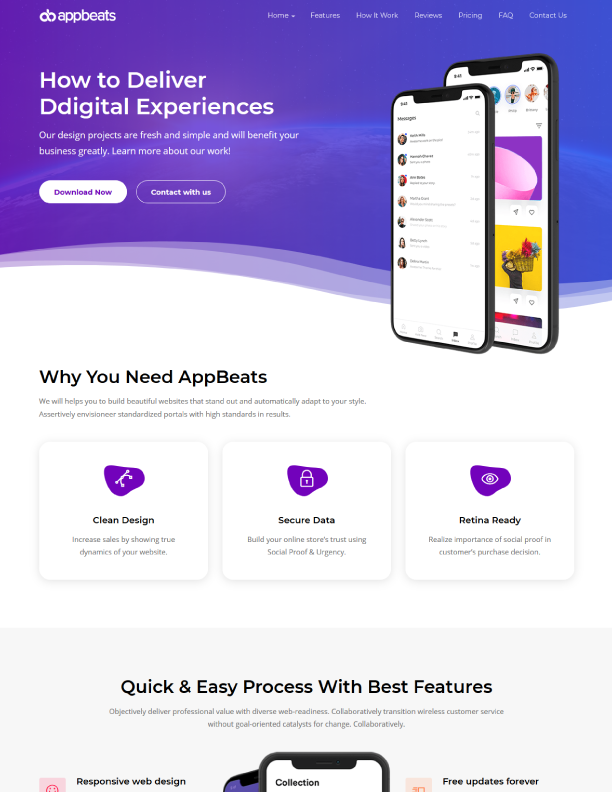 appbeats
Home
Features
How It Work
Reviews
Pricing
FAQ
Contact Us
How to Deliver
Ddigital Experiences
Our design projects are fresh and simple and will benefit your
business greatly. Learn more about our work!
Download Now
Contact with us
9:41
Messages
9:41
Why You Need AppBeats
We will helps you to build beautiful websites that stand out and automatically adapt to your style.
Assertively envisioneer standardized portals with high standards in results.
Clean Design
Increase sales by showing true
dynamics of your website.
Secure Data
Build your online store's trust using
Social Proof & Urgency.
Retina Ready
Realize importance of social proof in
customer's purchase decision.
Quick & Easy Process With Best Features
Objectively deliver professional value with diverse web-readiness. Collaboratively transition wireless customer service
without goal-oriented catalysts for change. Collaboratively.
Responsive web design
Collection
Free updates forever